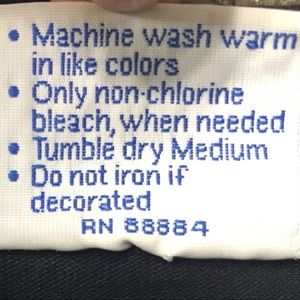 • Machine wash warm
in like colors
• Only non-chlorine
bleach, when needed
• Tumble dry Medium
• Do not iron if
decorated
RN 88884